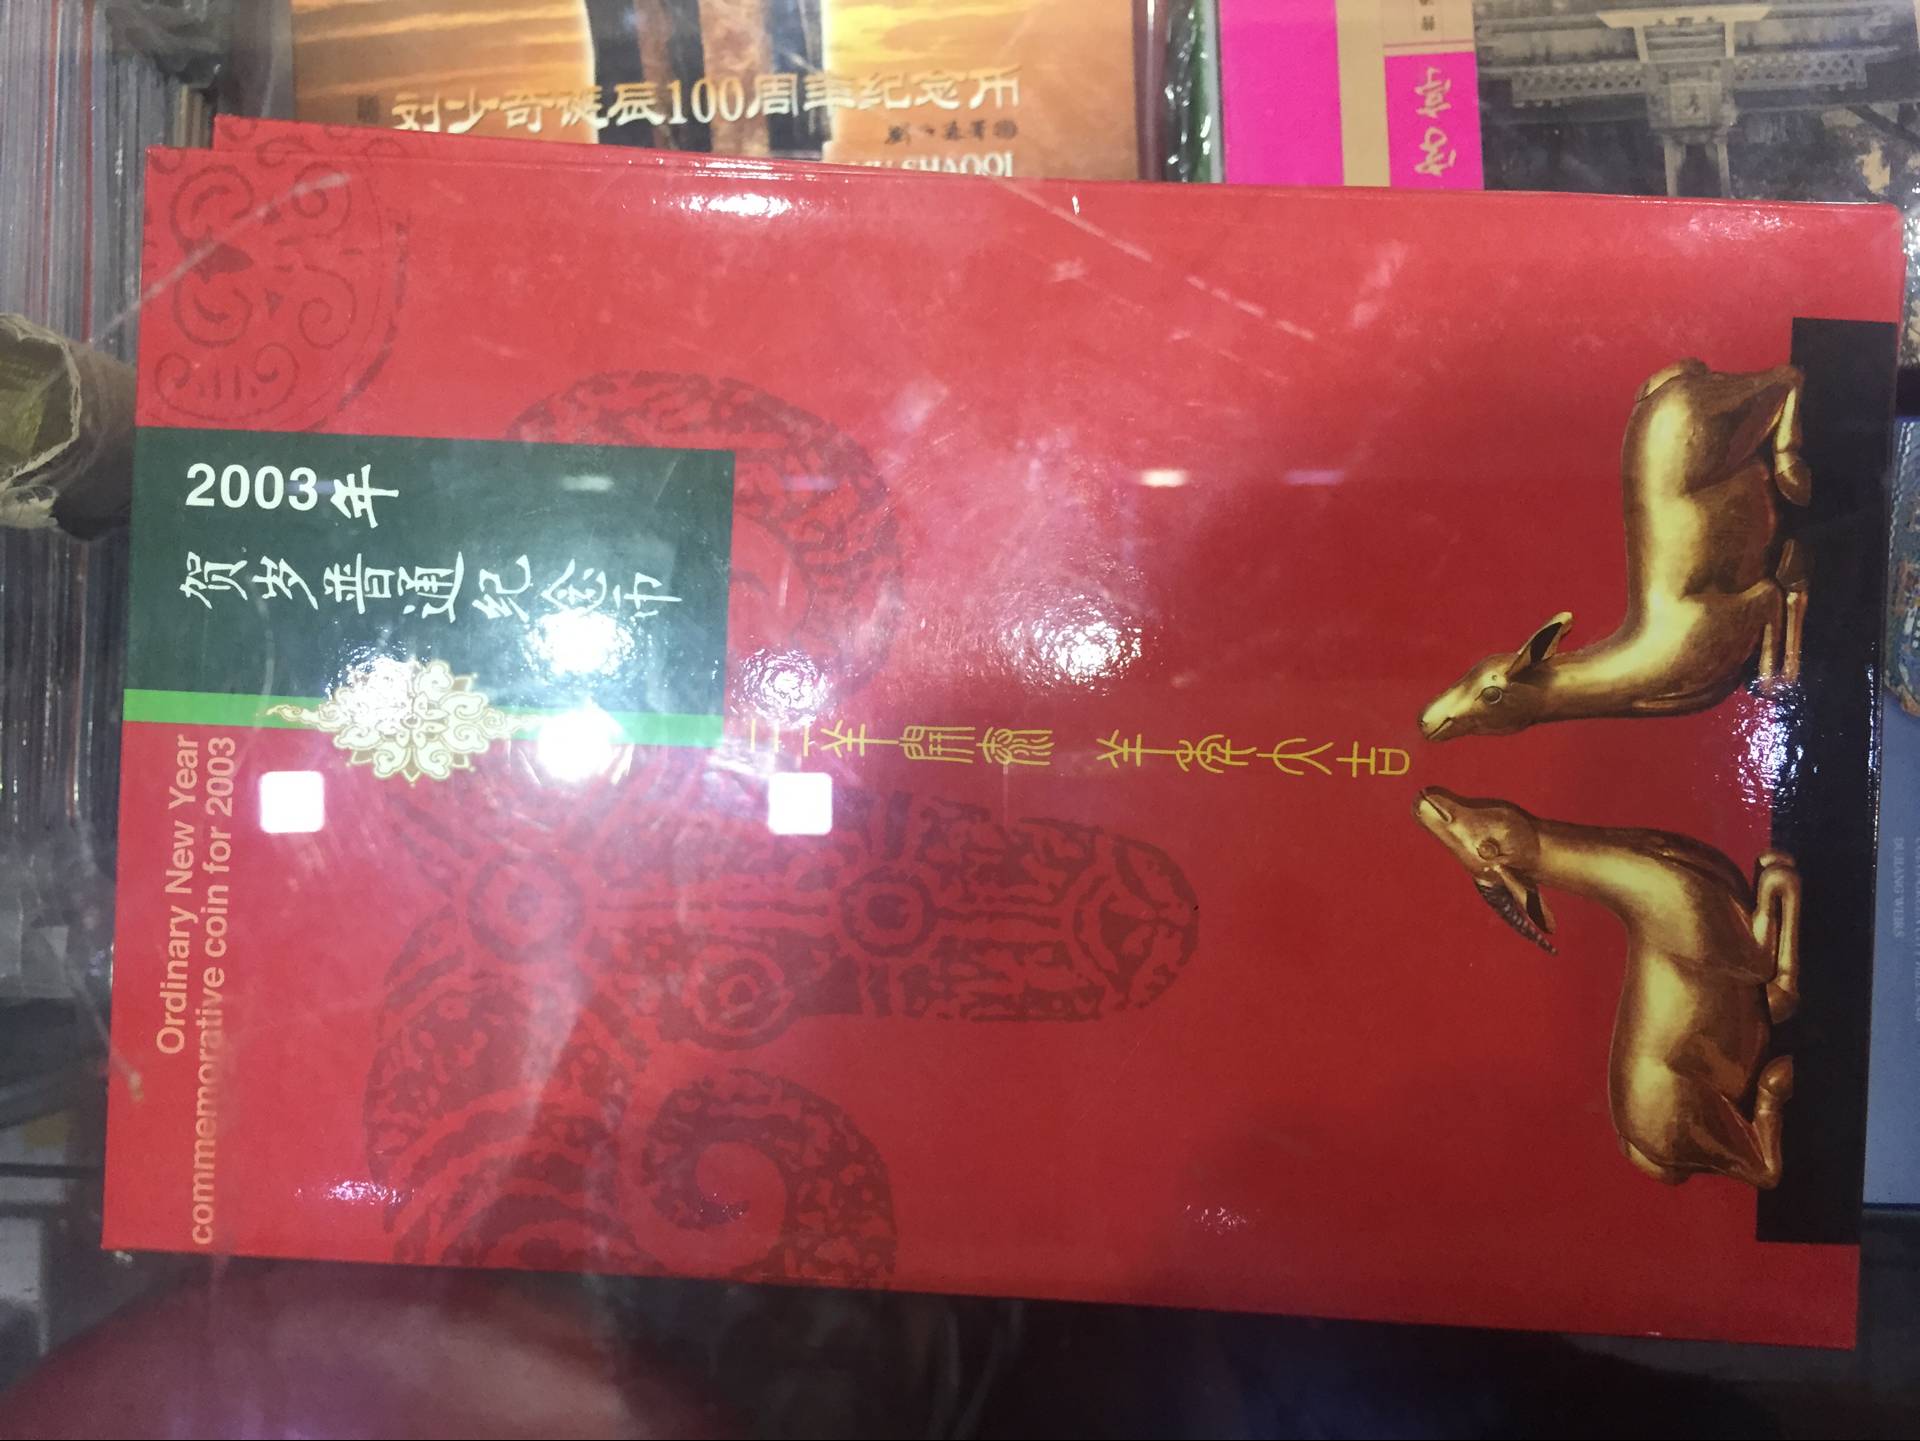 刘少奇诞辰100周年纪念币
SHAOQI
2003年
贺岁普通纪念币
Ordinary New Year
commemorative coin for 2003
三羊開泰 羊年大吉